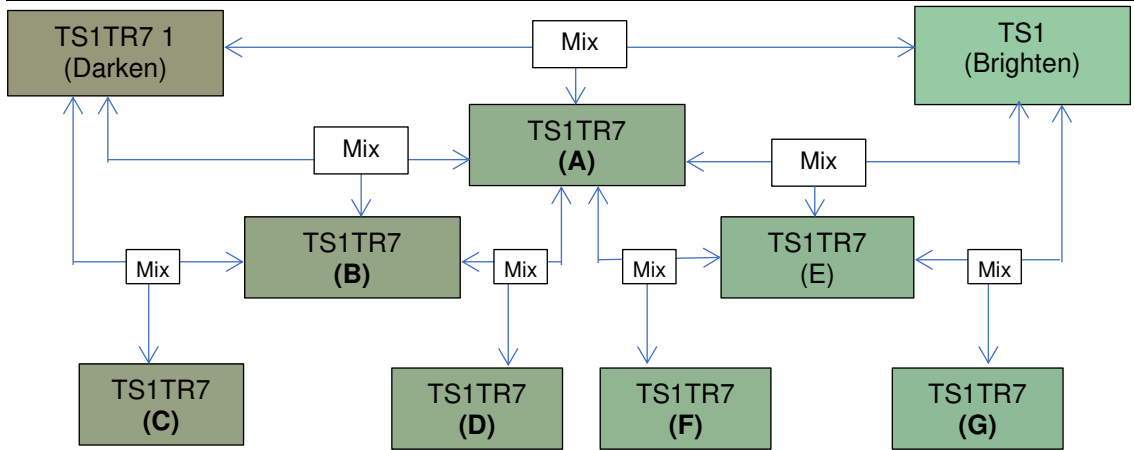 TS1TR7 1
(Darken)
Mix
TS1
(Brighten)
TS1TR7
(A)
Mix
Mix
TS1TR7
(B)
TS1TR7
(E)
Mix
Mix
Mix
Mix
TS1TR7
(C)
TS1TR7
(D)
TS1TR7
(F)
TS1TR7
(G)